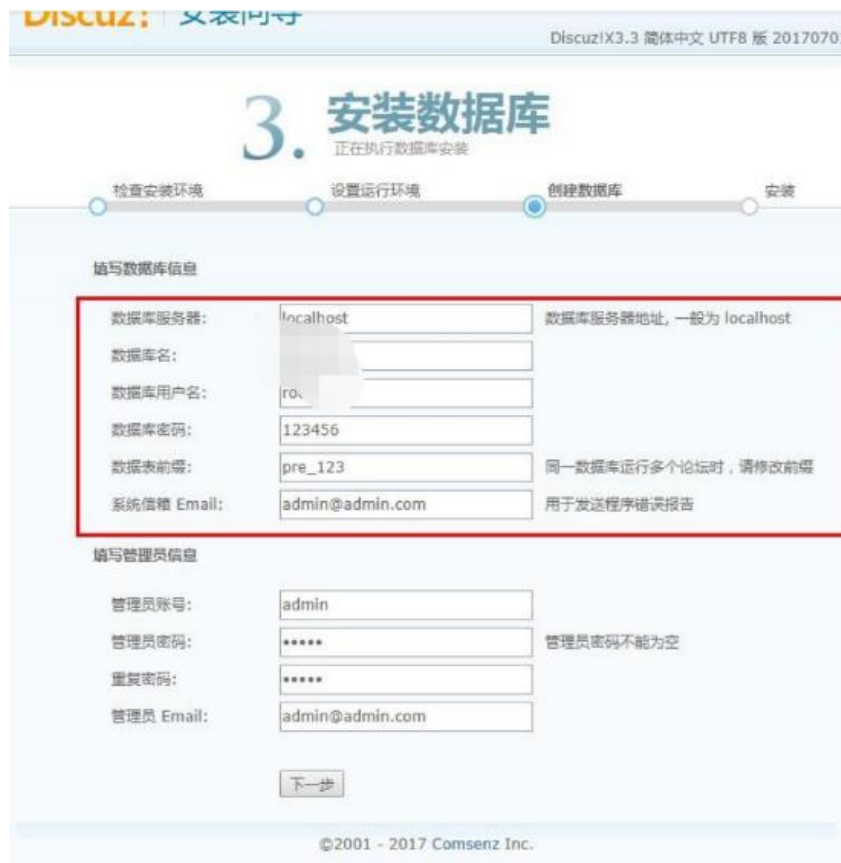 Discuz! 安装向导
Discuz!X3.3 简体中文 UTF8 版 2017070
3. 安装数据库
正在执行数据库安装
检查安装环境 设置运行环境 创建数据库 安装
填写数据库信息
数据库服务器: localhost 数据库服务器地址, 一般为 localhost
数据库名:
数据库用户名:
数据库密码: 123456
数据表前缀: pre_123 同一数据库运行多个论坛时，请修改前缀
系统信箱 Email: admin@admin.com 用于发送程序错误报告
填写管理员信息
管理员账号: admin
管理员密码: ••••• 管理员密码不能为空
重复密码: •••••
管理员 Email: admin@admin.com
下一步
©2001 - 2017 Comsenz Inc.